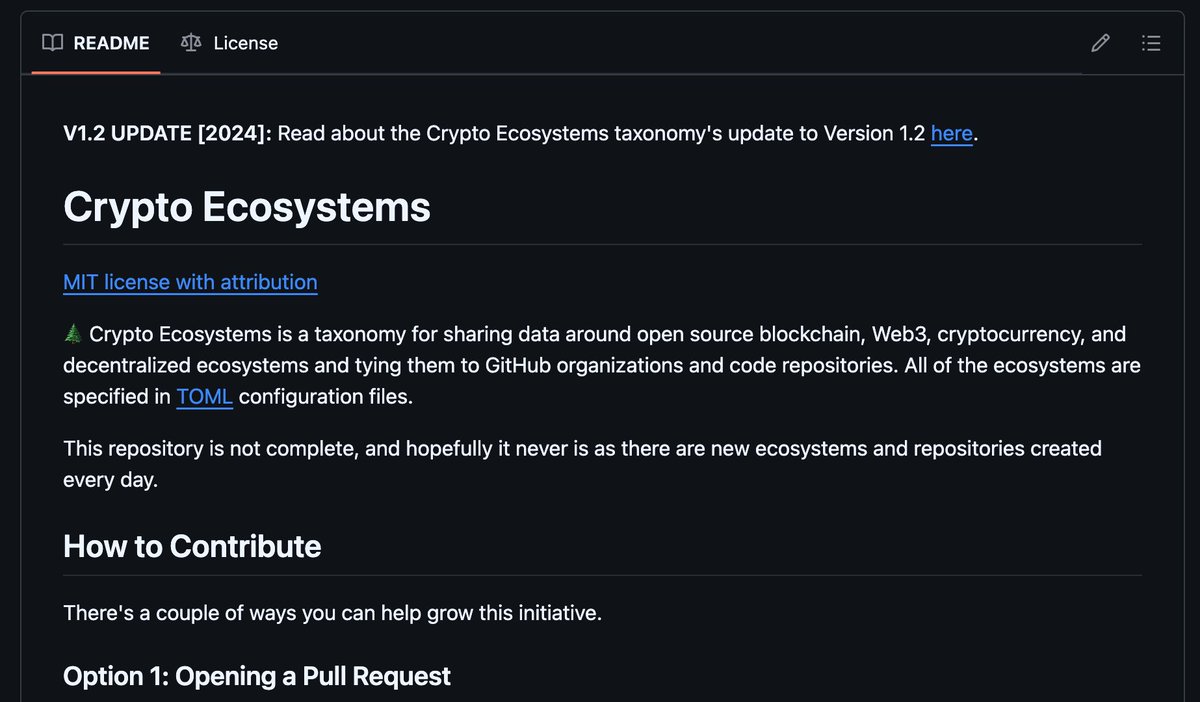 README License
V1.2 UPDATE [2024]: Read about the Crypto Ecosystems taxonomy's update to Version 1.2 here.
Crypto Ecosystems
MIT license with attribution
🌲 Crypto Ecosystems is a taxonomy for sharing data around open source blockchain, Web3, cryptocurrency, and
decentralized ecosystems and tying them to GitHub organizations and code repositories. All of the ecosystems are
specified in TOML configuration files.
This repository is not complete, and hopefully it never is as there are new ecosystems and repositories created
every day.
How to Contribute
There's a couple of ways you can help grow this initiative.
Option 1: Opening a Pull Request